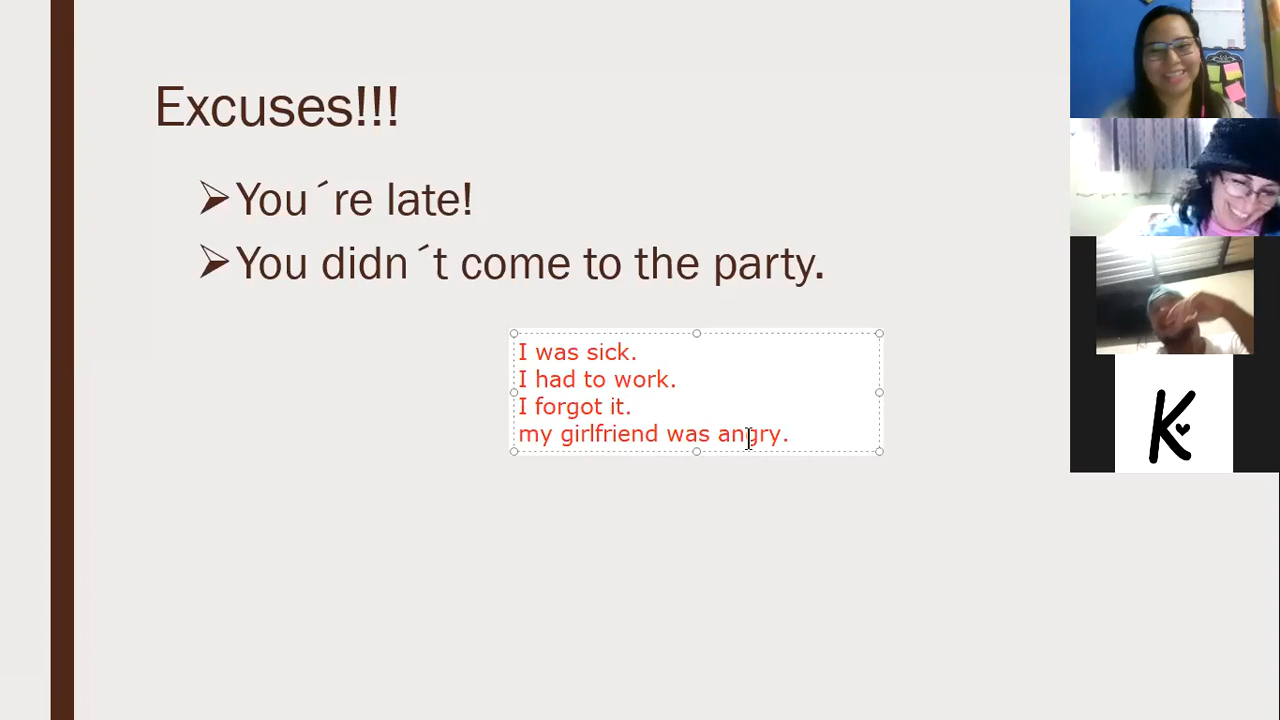 Excuses!!!
You´re late!
You didn´t come to the party.
I was sick.
I had to work.
I forgot it.
my girlfriend was angry.
K